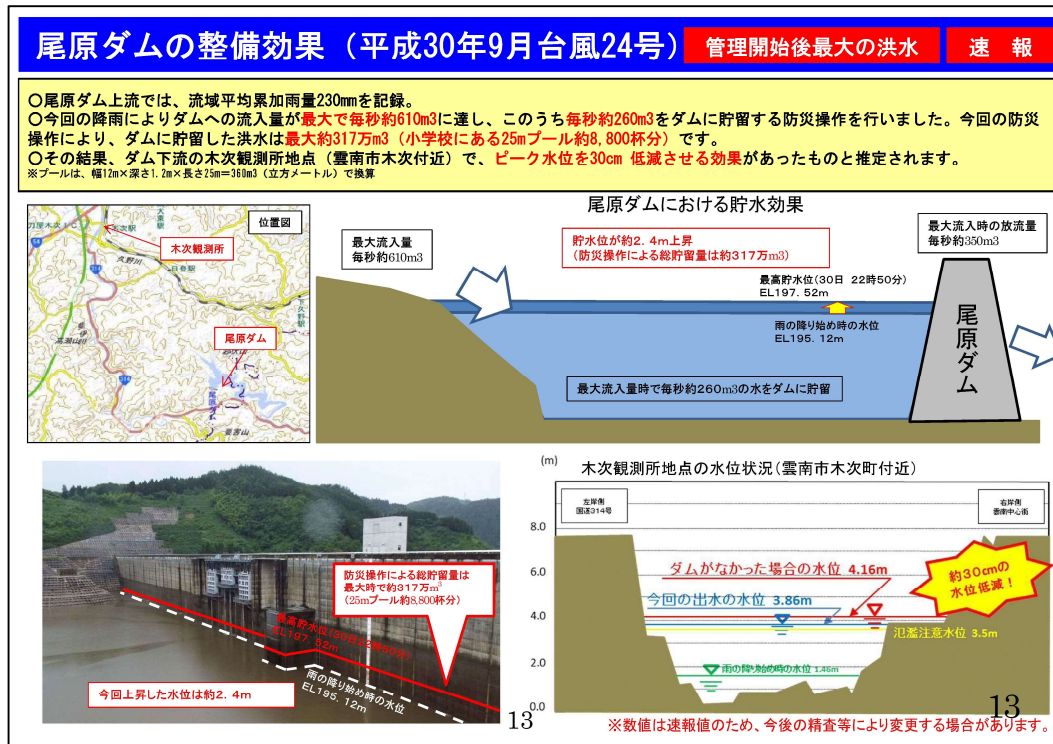 尾原ダムの整備効果（平成30年9月台風24号）
管理開始後最大の洪水
速 報
○尾原ダム上流では、流域平均累加雨量230mmを記録。
○今回の降雨によりダムへの流入量が最大で毎秒約610m3に達し、このうち毎秒約260m3をダムに貯留する防災操作を行いました。今回の防災
操作により、ダムに貯留した洪水は最大約317万m3（小学校にある25mプール約8,800杯分）です。
○その結果、ダム下流の木次観測所地点（雲南市木次付近）で、ピーク水位を30cm 低減させる効果があったものと推定されます。
※プールは、幅12m×深さ1.2m×長さ25m＝360m3（立方メートル）で換算
位置図
木次観測所
久野川
日登駅
54
314
尾原ダム
314
尾原ダム
尾原ダムにおける貯水効果
最大流入量
毎秒約610m3
貯水位が約2．4m上昇
（防災操作による総貯留量は約317万m3）
最大流入時の放流量
毎秒約350m3
最高貯水位(30日 22時50分)
EL197．52m
雨の降り始め時の水位
EL195．12m
最大流入量時で毎秒約260m3の水をダムに貯留
尾原ダム
防災操作による総貯留量は
最大時で約317万m³
（25mプール約8,800杯分）
最高貯水位(30日22時50分)
EL197．52m
雨の降り始め時の水位
EL195．12m
今回上昇した水位は約2．4m
13
木次観測所地点の水位状況（雲南市木次町付近）
(m)
左岸側
国道314号
右岸側
雲南中心街
8.0
6.0
4.0
2.0
0.0
ダムがなかった場合の水位 4.16m
今回の出水の水位 3.86m
約30cmの
水位低減！
氾濫注意水位 3.5m
雨の降り始め時の水位 1.46m
13
※数値は速報値のため、今後の精査等により変更する場合があります。